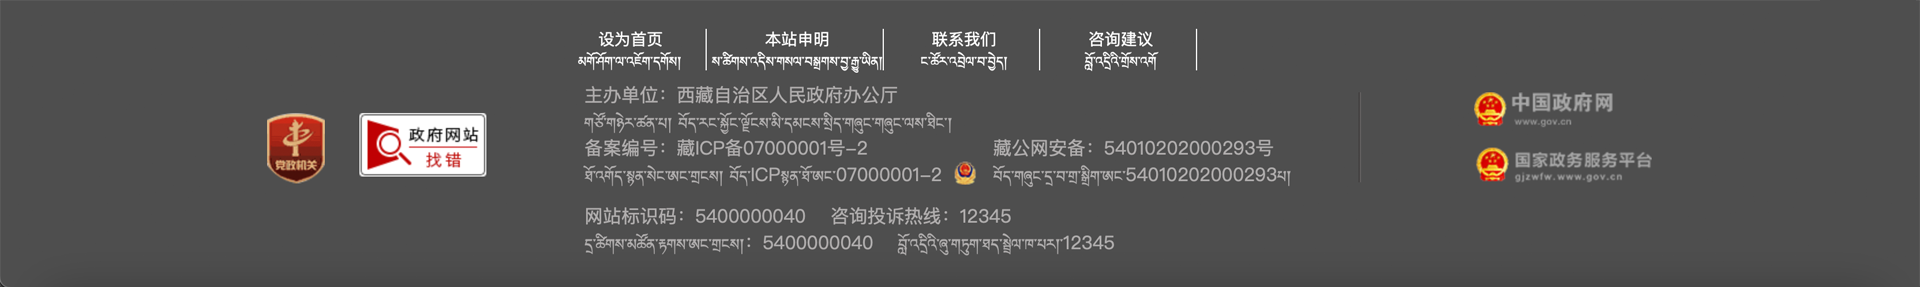 设为首页
མགོ་ཤོག་ལ་འཇོག་དགོས།
本站申明
ས་ཚིགས་འདིས་གསལ་བསྒྲགས་བྱ་རྒྱུ་ཡིན།
联系我们
ང་ཚོར་འབྲེལ་བ་བྱེད།
咨询建议
བློ་འདྲིའི་གྲོས་འགོ
主办单位：西藏自治区人民政府办公厅
གཙོ་གཉེར་ཚན་པ། བོད་རང་སྐྱོང་ལྗོངས་མི་དམངས་སྲིད་གཞུང་གཞུང་ལས་ཐིང་།
备案编号：藏ICP备07000001号-2 藏公网安备：54010202000293号
ཐོ་འགོད་སྙན་སེང་ཨང་གྲངས། བོད་ICPསྙན་ཐོ་ཨང་07000001-2 བོད་གཞུང་དྲ་བ་གྲ་སྒྲིག་ཨང་54010202000293པ།
网站标识码：5400000040 咨询投诉热线：12345
དྲ་ཚིགས་མཚོན་རྟགས་ཨང་གྲངས།：5400000040 བློ་འདྲིའི་ཞུ་གཏུག་ཐད་སྦྲེལ་ཁ་པར།12345
党政机关
政府网站
找错
中国政府网
www.gov.cn
国家政务服务平台
gjzwfw.www.gov.cn